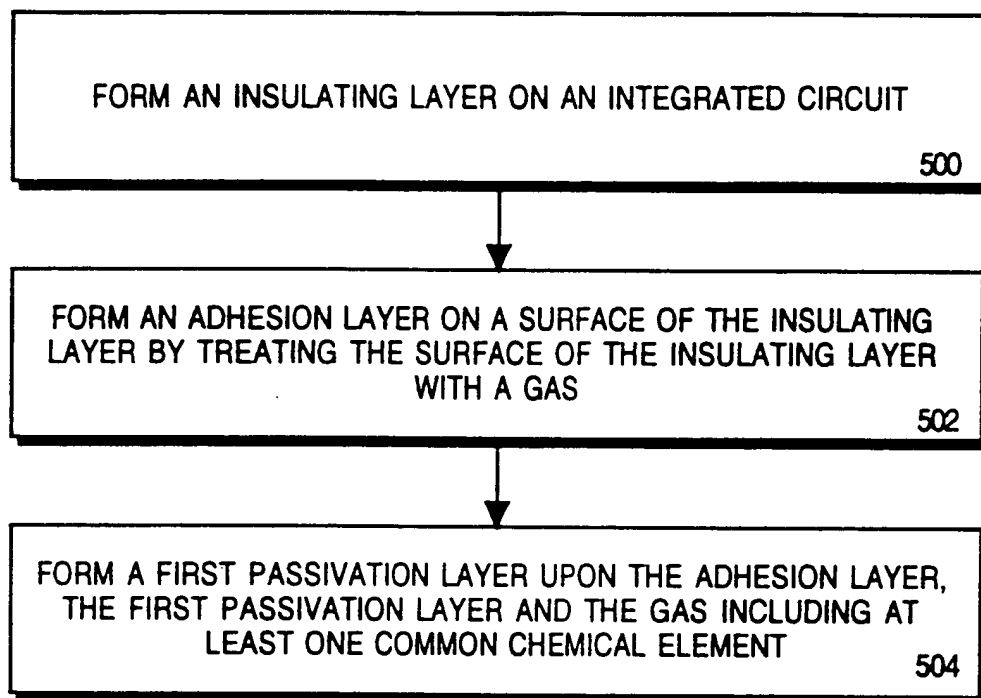 FORM AN INSULATING LAYER ON AN INTEGRATED CIRCUIT
500
FORM AN ADHESION LAYER ON A SURFACE OF THE INSULATING
LAYER BY TREATING THE SURFACE OF THE INSULATING LAYER
WITH A GAS
502
FORM A FIRST PASSIVATION LAYER UPON THE ADHESION LAYER,
THE FIRST PASSIVATION LAYER AND THE GAS INCLUDING AT
LEAST ONE COMMON CHEMICAL ELEMENT
504